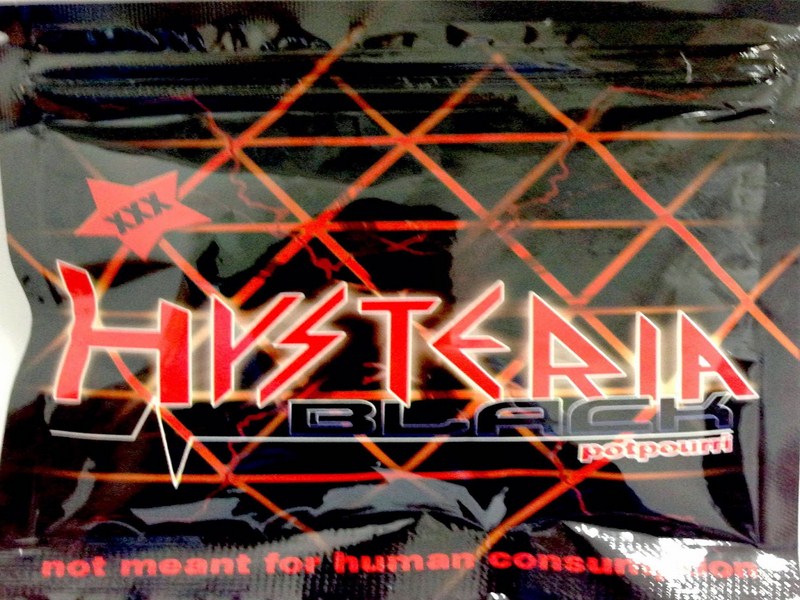 XXX
HYSTERIA
BLACK
potpourri
not meant for human consumption